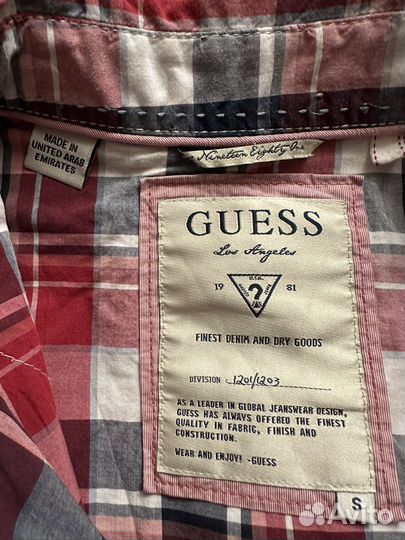 MADE IN
UNITED ARAB
EMIRATES
Nineteen Eighty One
GUESS
Los Angeles
U.S.A.
19 ? 81
FINEST DENIM AND DRY GOODS
DIVISION : 1201/1203
AS A LEADER IN GLOBAL JEANSWEAR DESIGN,
GUESS HAS ALWAYS OFFERED THE FINEST
QUALITY IN FABRIC, FINISH AND
CONSTRUCTION.
WEAR AND ENJOY! -GUESS
S
Avito